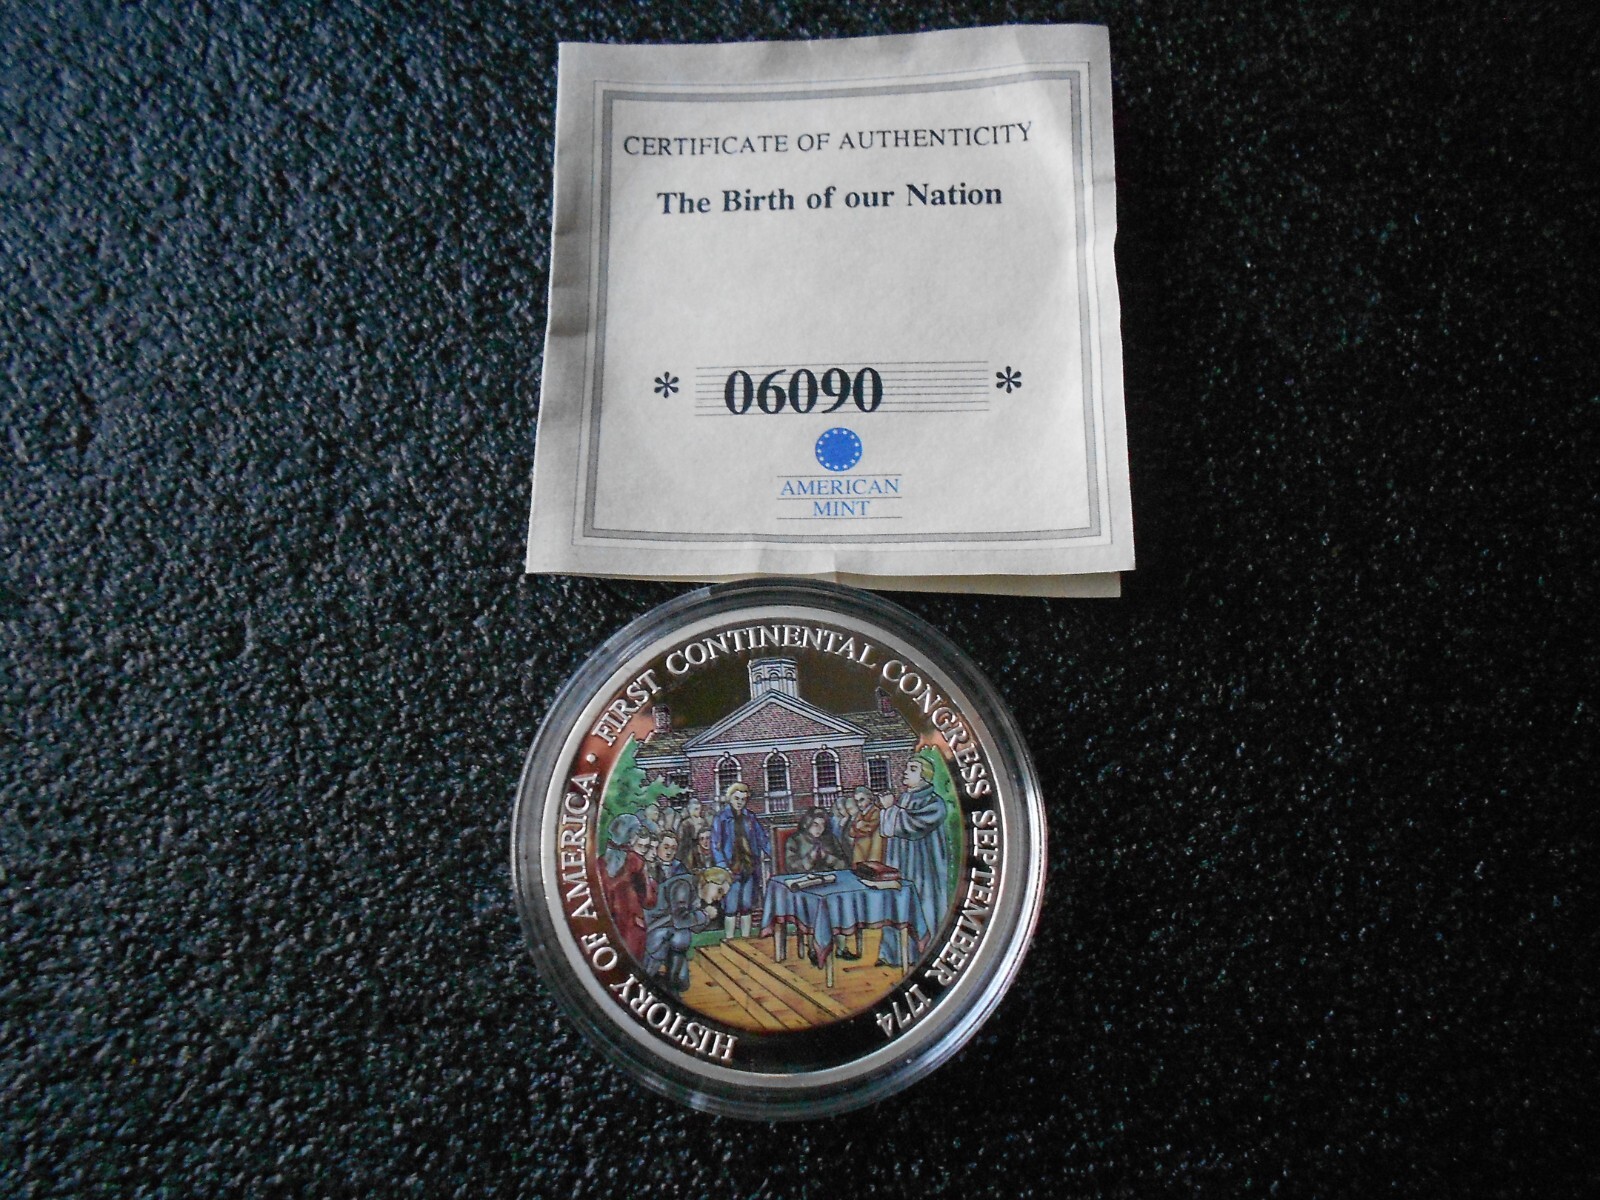 CERTIFICATE OF AUTHENTICITY
The Birth of our Nation
* 06090 *
AMERICAN
MINT
HISTORY OF AMERICA · FIRST CONTINENTAL CONGRESS SEPTEMBER 1774